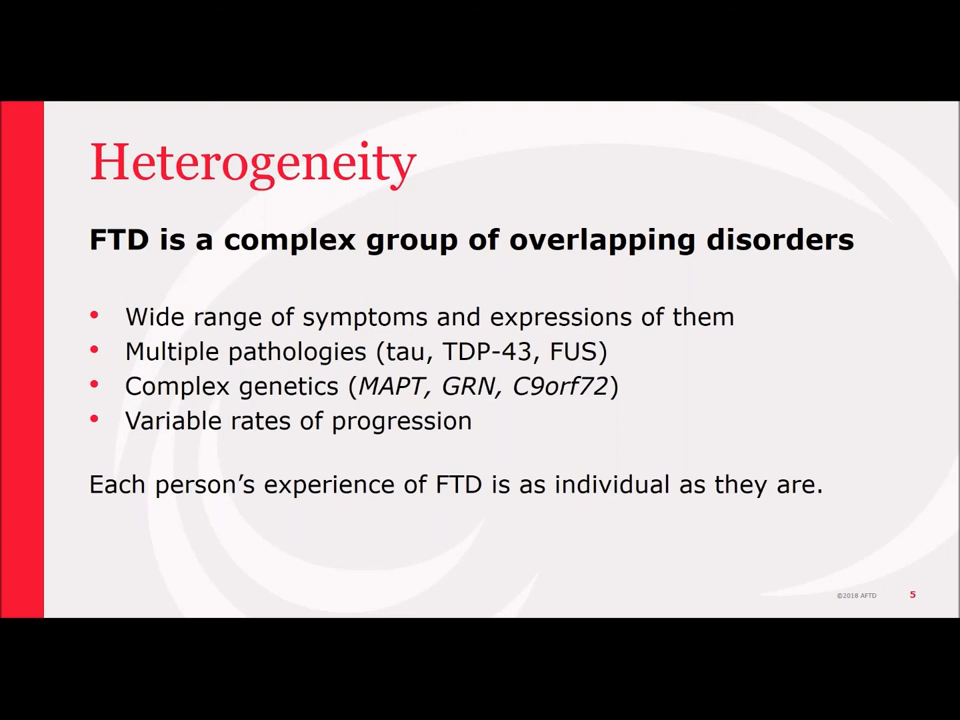 Heterogeneity
FTD is a complex group of overlapping disorders
• Wide range of symptoms and expressions of them
• Multiple pathologies (tau, TDP-43, FUS)
• Complex genetics (MAPT, GRN, C9orf72)
• Variable rates of progression
Each person’s experience of FTD is as individual as they are.
©2018 AFTD 5